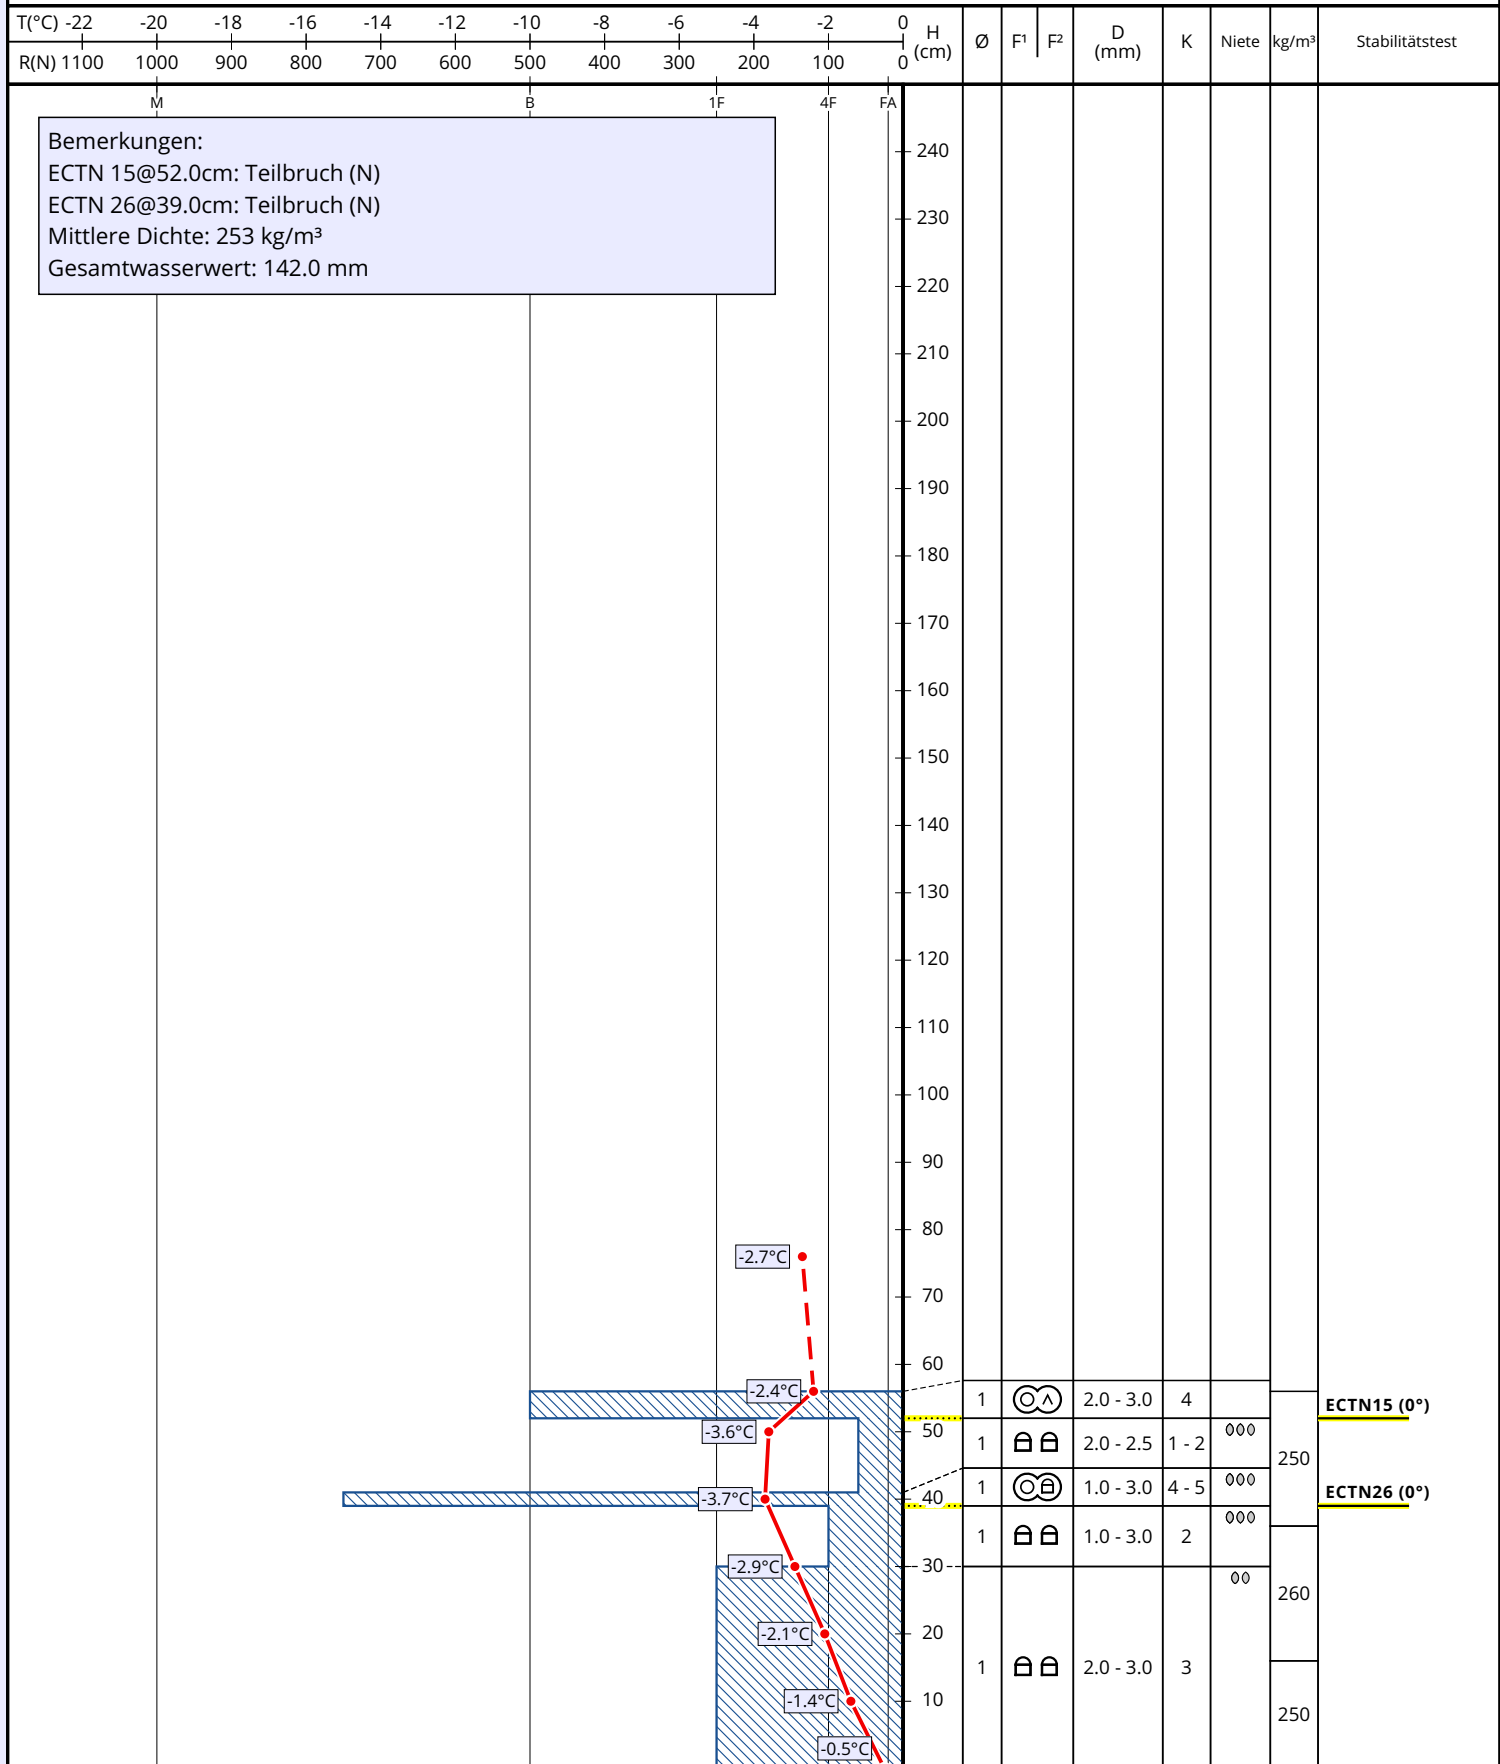 T(°C) -22 -20 -18 -16 -14 -12 -10 -8 -6 -4 -2 0
R(N) 1100 1000 900 800 700 600 500 400 300 200 100 0
H (cm) Ø F¹ F² D (mm) K Niete kg/m³ Stabilitätstest
M B 1F 4F FA
Bemerkungen:
ECTN 15@52.0cm: Teilbruch (N)
ECTN 26@39.0cm: Teilbruch (N)
Mittlere Dichte: 253 kg/m³
Gesamtwasserwert: 142.0 mm
240
230
220
210
200
190
180
170
160
150
140
130
120
110
100
90
80
-2.7°C
70
60
-2.4°C
1 2.0 - 3.0 4 ECTN15 (0°)
-3.6°C 50
1 2.0 - 2.5 1 - 2
250
1 1.0 - 3.0 4 - 5 ECTN26 (0°)
-3.7°C 40
1 1.0 - 3.0 2
-2.9°C 30
260
-2.1°C 20
1 2.0 - 3.0 3
-1.4°C 10
250
-0.5°C